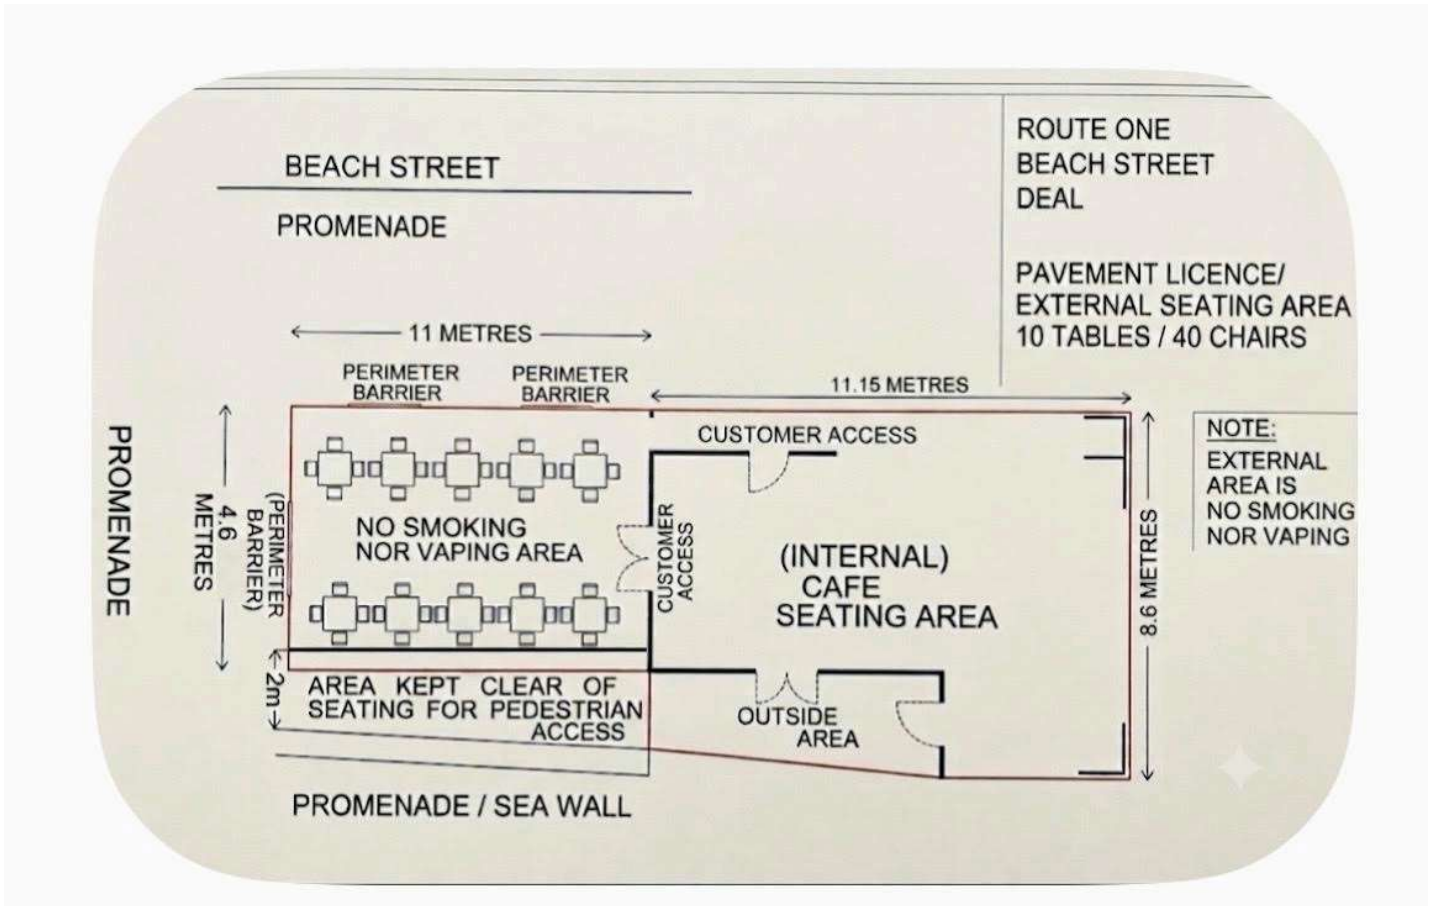 BEACH STREET
PROMENADE
ROUTE ONE
BEACH STREET
DEAL
PAVEMENT LICENCE/
EXTERNAL SEATING AREA
10 TABLES / 40 CHAIRS
11 METRES
PERIMETER
BARRIER
PERIMETER
BARRIER
11.15 METRES
PROMENADE
4.6
METRES
(PERIMETER
BARRIER)
NO SMOKING
NOR VAPING AREA
CUSTOMER ACCESS
CUSTOMER
ACCESS
(INTERNAL)
CAFE
SEATING AREA
8.6 METRES
NOTE:
EXTERNAL
AREA IS
NO SMOKING
NOR VAPING
2m
AREA KEPT CLEAR OF
SEATING FOR PEDESTRIAN
ACCESS
OUTSIDE
AREA
PROMENADE / SEA WALL